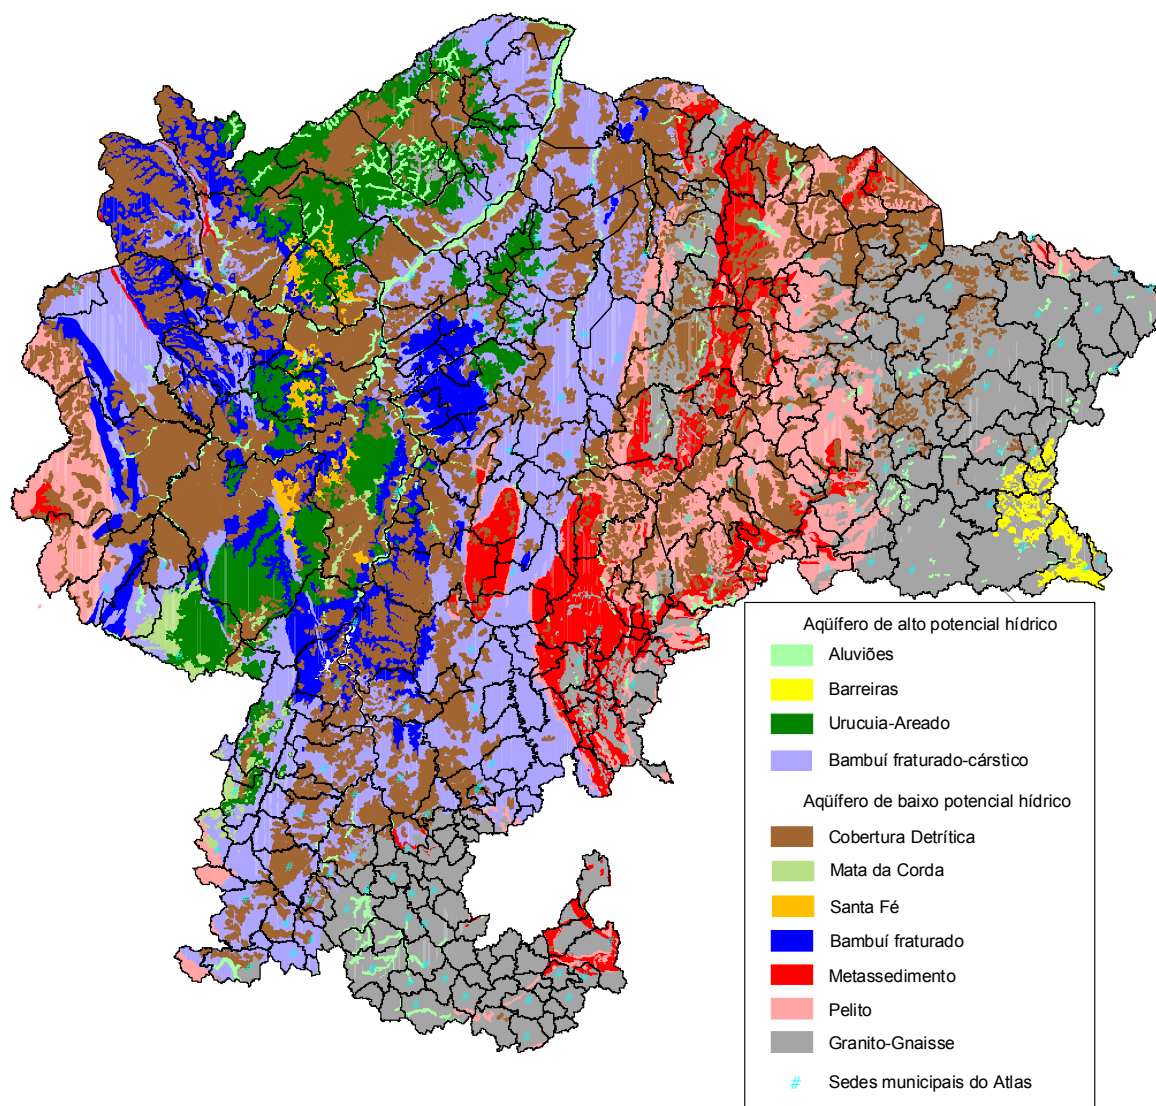 Aqüífero de alto potencial hídrico
Aluviões
Barreiras
Urucuia-Areado
Bambuí fraturado-cárstico
Aqüífero de baixo potencial hídrico
Cobertura Detrítica
Mata da Corda
Santa Fé
Bambuí fraturado
Metassedimento
Pelito
Granito-Gnaisse
# Sedes municipais do Atlas